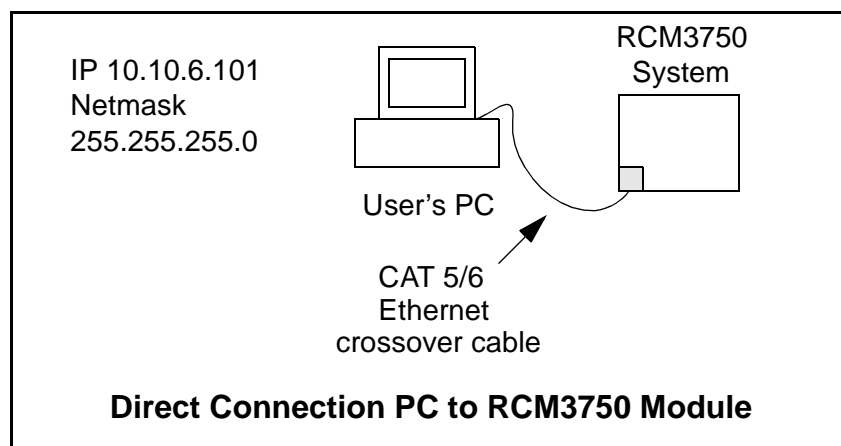 IP 10.10.6.101
Netmask
255.255.255.0
RCM3750
System
User's PC
CAT 5/6
Ethernet
crossover cable
Direct Connection PC to RCM3750 Module